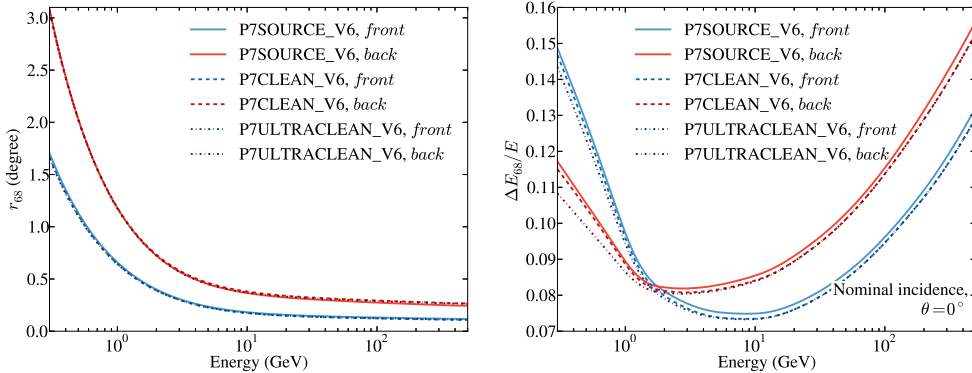 3.0
2.5
2.0
1.5
1.0
0.5
0.0
r68 (degree)
10^0
10^1
10^2
Energy (GeV)
P7SOURCE_V6, front
P7SOURCE_V6, back
P7CLEAN_V6, front
P7CLEAN_V6, back
P7ULTRACLEAN_V6, front
P7ULTRACLEAN_V6, back
0.16
0.15
0.14
0.13
0.12
0.11
0.10
0.09
0.08
0.07
ΔE68/E
10^0
10^1
10^2
Energy (GeV)
P7SOURCE_V6, front
P7SOURCE_V6, back
P7CLEAN_V6, front
P7CLEAN_V6, back
P7ULTRACLEAN_V6, front
P7ULTRACLEAN_V6, back
Nominal incidence,
θ=0°